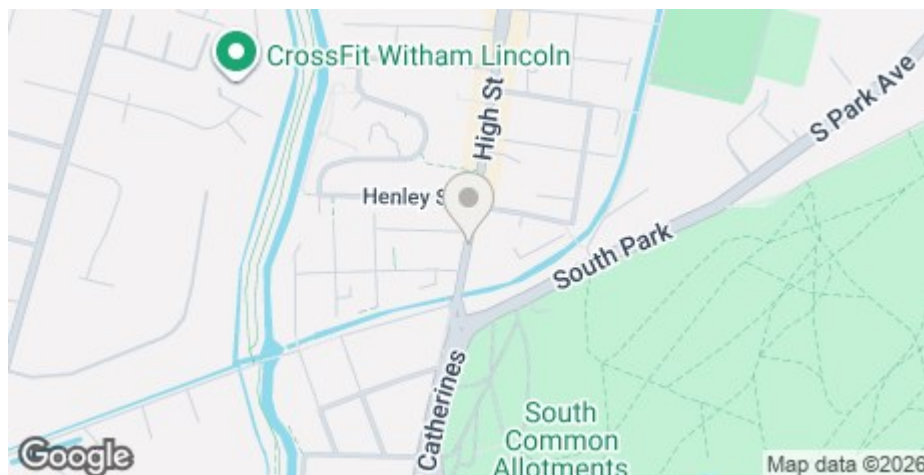 CrossFit Witham Lincoln
High St
S Park Ave
Henley S
South Park
Catherines
South
Common
Allotments
Google
Map data ©2026